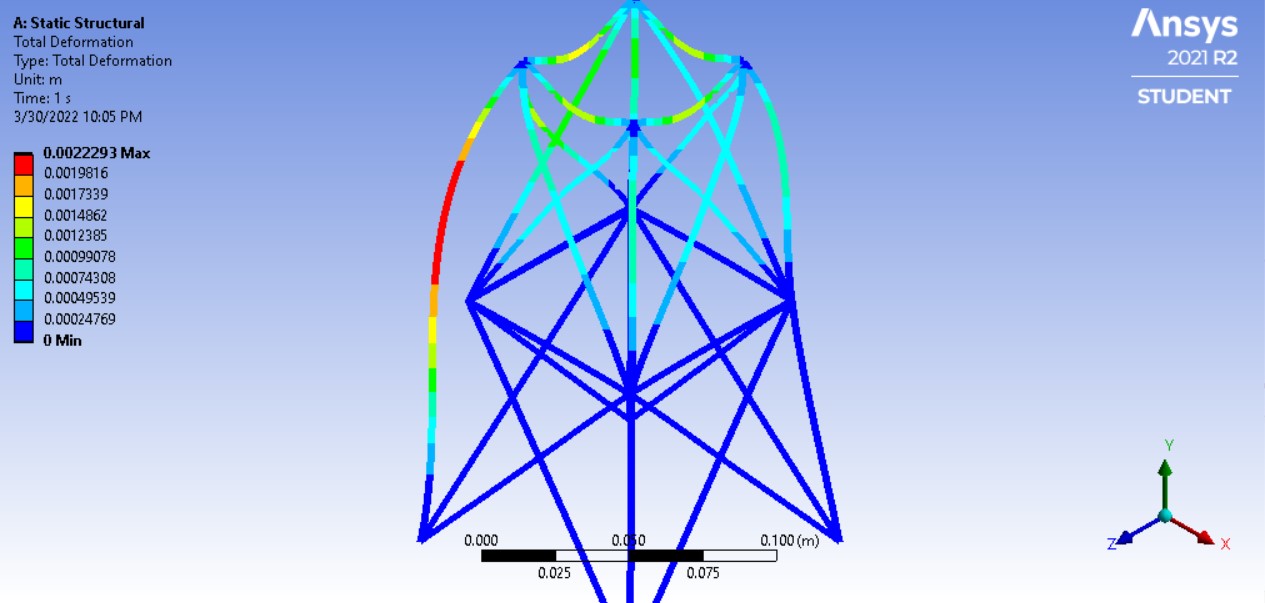 A: Static Structural
Total Deformation
Type: Total Deformation
Unit: m
Time: 1 s
3/30/2022 10:05 PM
0.0022293 Max
0.0019816
0.0017339
0.0014862
0.0012385
0.00099078
0.00074308
0.00049539
0.00024769
0 Min
Ansys
2021 R2
STUDENT
0.000 0.050 0.100 (m)
0.025 0.075
Y
Z X